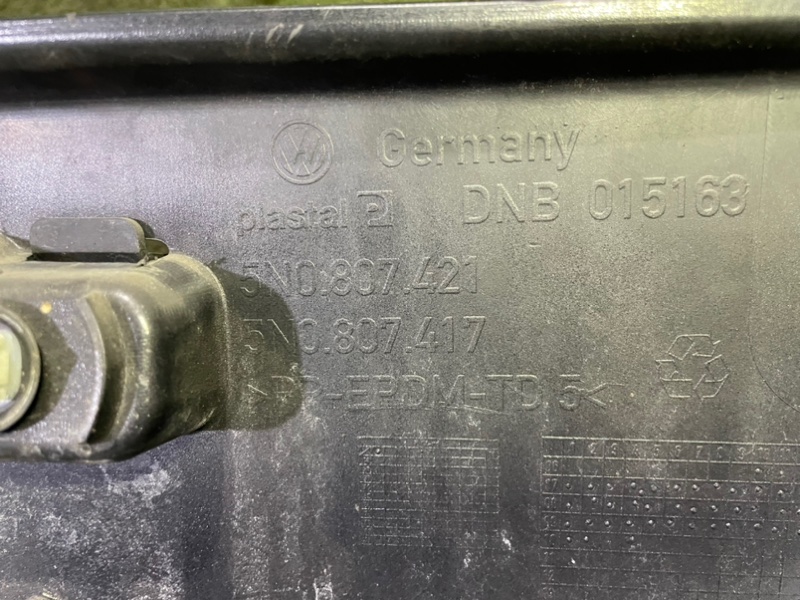 Germany
plastal DNB 015163
5N0.807.421
5N0.807.417
>PP-EPDM-TD 5<